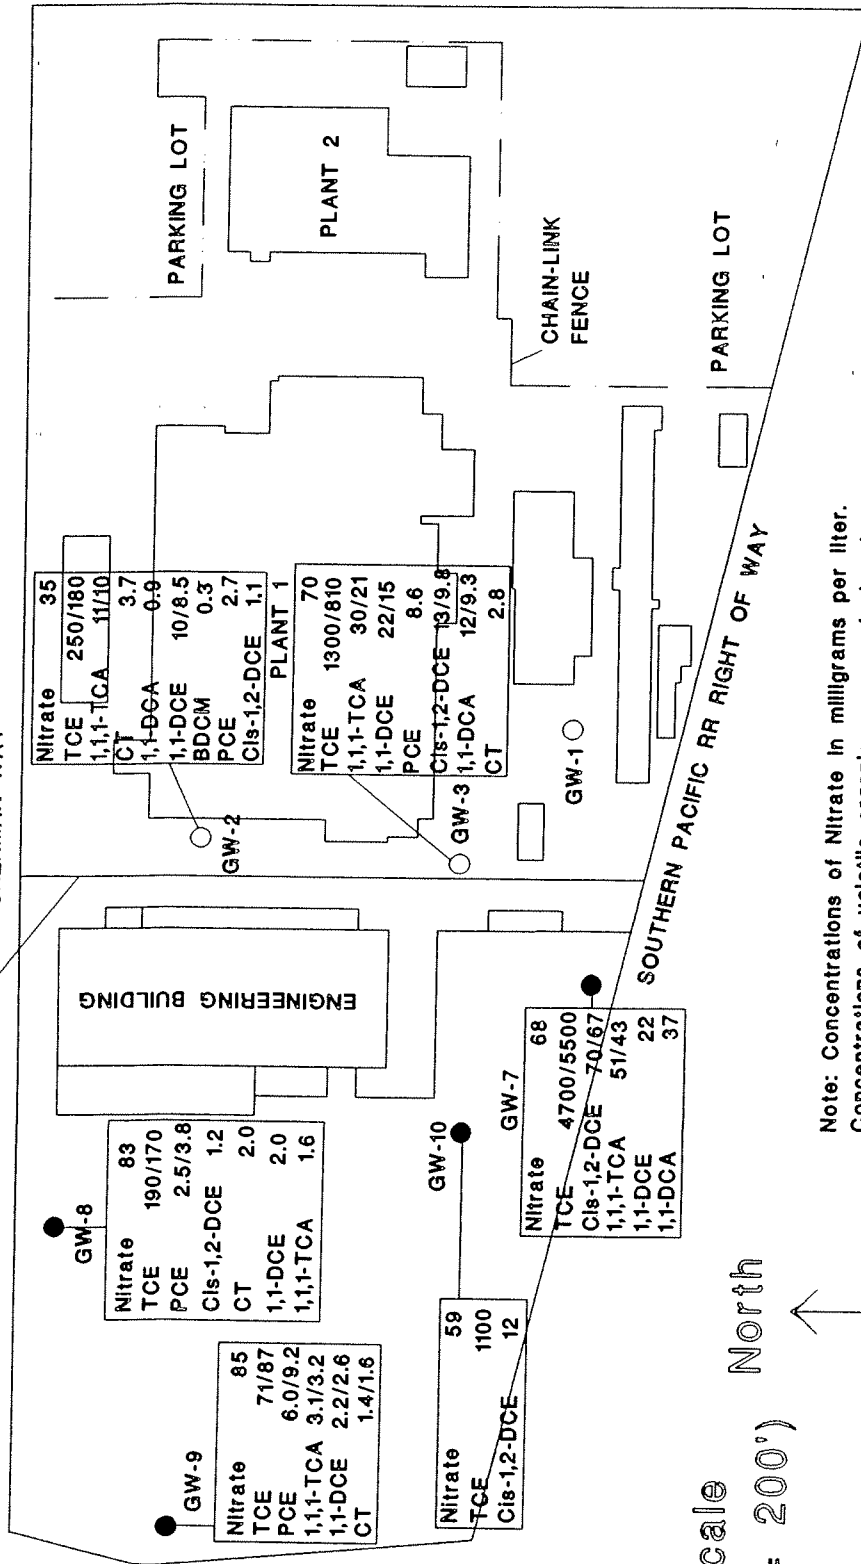 PARKING LOT
PLANT 2
CHAIN-LINK
FENCE
PARKING LOT
Nitrate 35
TCE 250/180
1,1,1-TCA 11/10
CT 3.7
1,1-DCA 0.9
1,1-DCE 10/8.5
BDCM 0.3
PCE 2.7
Cis-1,2-DCE 1.1
PLANT 1
Nitrate 70
TCE 1300/810
1,1,1-TCA 30/21
1,1-DCE 22/15
PCE 8.6
Cis-1,2-DCE 13/9.8
1,1-DCA 12/9.3
CT 2.8
GW-2
GW-3
GW-1
SOUTHERN PACIFIC RR RIGHT OF WAY
ENGINEERING
BUILDING
GW-8
Nitrate 83
TCE 190/170
PCE 2.5/3.8
Cis-1,2-DCE 1.2
CT 2.0
1,1-DCE 2.0
1,1,1-TCA 1.6
GW-9
Nitrate 85
TCE 71/87
PCE 6.0/9.2
1,1,1-TCA 3.1/3.2
1,1-DCE 2.2/2.6
CT 1.4/1.6
GW-10
Nitrate 59
TCE 1100
Cis-1,2-DCE 12
GW-7
Nitrate 68
TCE 4700/5500
Cis-1,2-DCE 70/67
1,1,1-TCA 51/43
1,1-DCE 22
1,1-DCA 37
North
200')
Note: Concentrations of Nitrate in milligrams per liter.